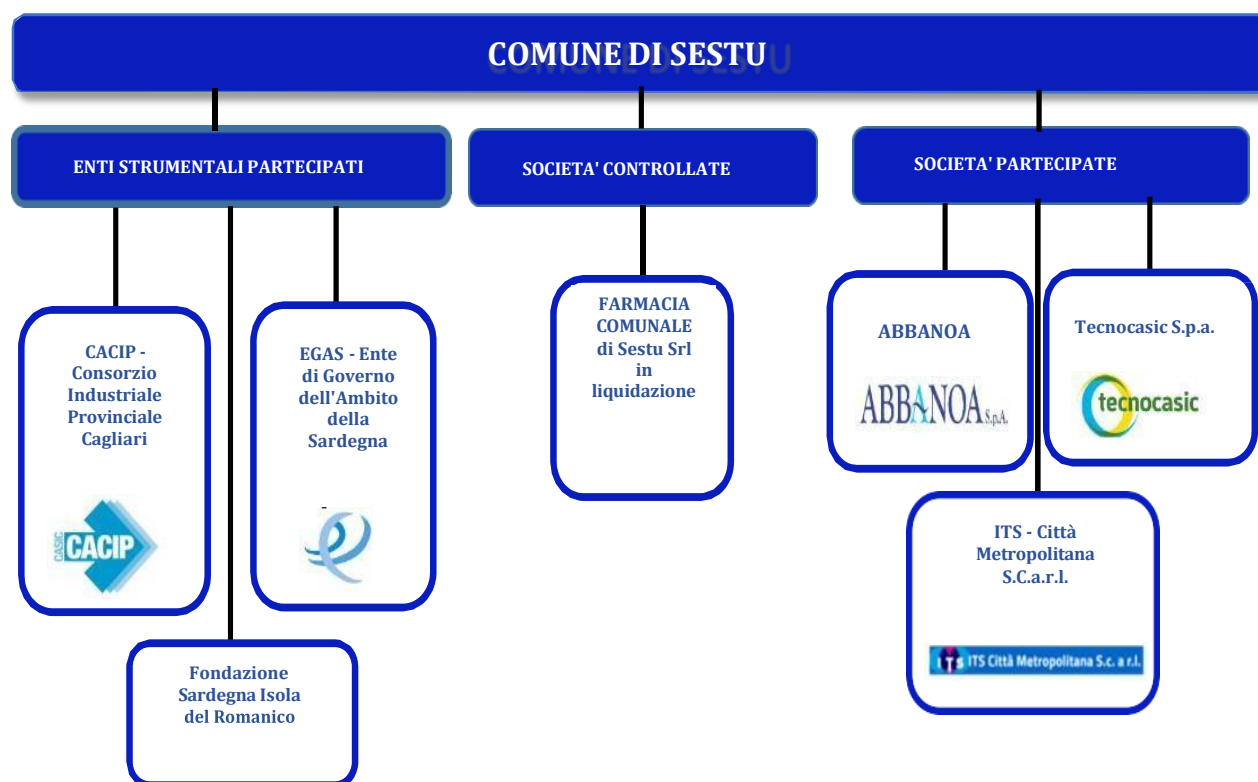 COMUNE DI SESTU
ENTI STRUMENTALI PARTECIPATI
SOCIETA' CONTROLLATE
SOCIETA' PARTECIPATE
CACIP -
Consorzio
Industriale
Provinciale
Cagliari
CASIC
CACIP
EGAS - Ente
di Governo
dell'Ambito
della
Sardegna
Fondazione
Sardegna Isola
del Romanico
FARMACIA
COMUNALE
di Sestu Srl
in
liquidazione
ABBANOA
ABBANOA S.p.A.
Tecnocasic S.p.a.
tecnocasic
ITS - Città
Metropolitana
S.C.a.r.l.
iTs ITS Città Metropolitana S.c. a r.l.